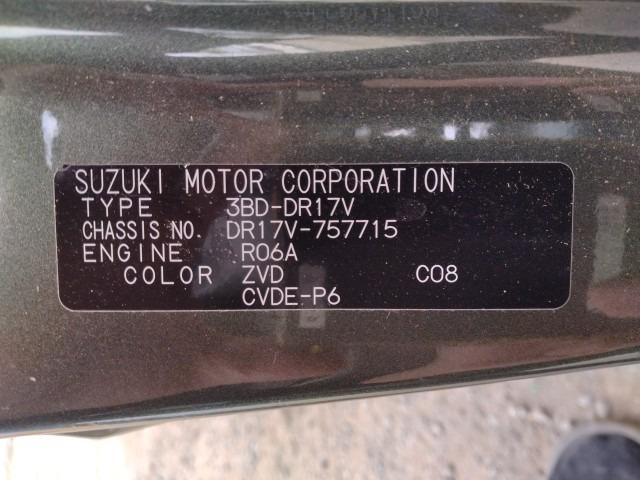 SUZUKI MOTOR CORPORATION
TYPE 3BD-DR17V
CHASSIS NO. DR17V-757715
ENGINE R06A
COLOR ZVD C08
CVDE-P6